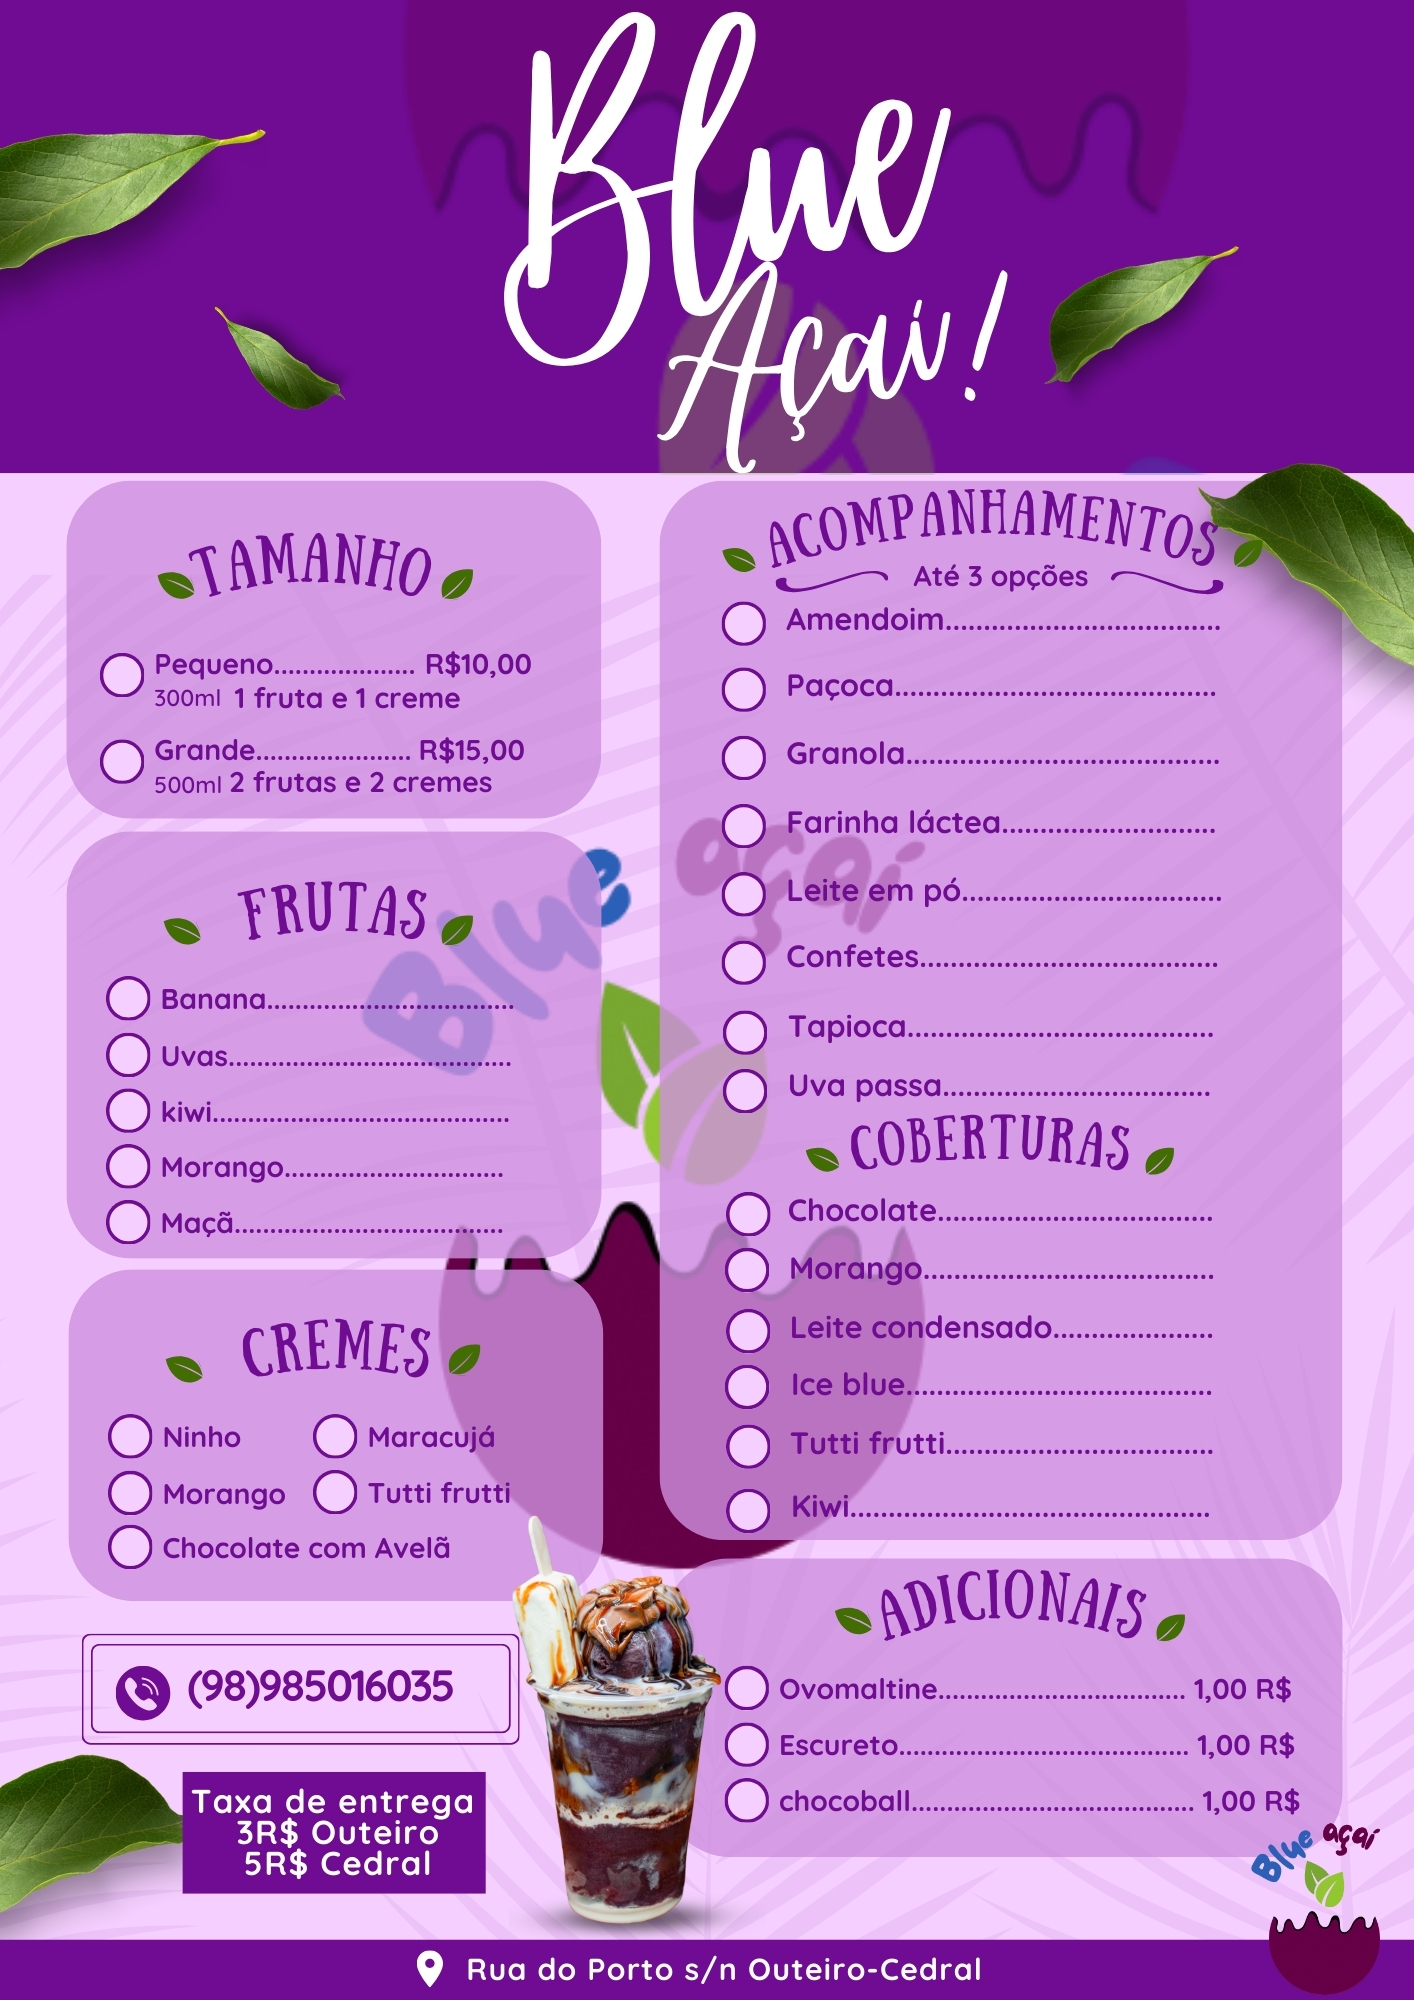 Blue
Açaí!
TAMANHO
Pequeno................... R$10,00
300ml 1 fruta e 1 creme
Grande..................... R$15,00
500ml 2 frutas e 2 cremes
FRUTAS
Banana.................................
Uvas......................................
kiwi........................................
Morango.............................
Maçã....................................
CREMES
Ninho
Maracujá
Morango
Tutti frutti
Chocolate com Avelã
(98)985016035
Taxa de entrega
3R$ Outeiro
5R$ Cedral
ACOMPANHAMENTOS
Até 3 opções
Amendoim....................................
Paçoca..........................................
Granola.........................................
Farinha láctea............................
Leite em pó..................................
Confetes.......................................
Tapioca........................................
Uva passa...................................
COBERTURAS
Chocolate....................................
Morango......................................
Leite condensado.....................
Ice blue........................................
Tutti frutti...................................
Kiwi...............................................
ADICIONAIS
Ovomaltine................................. 1,00 R$
Escureto....................................... 1,00 R$
chocoball...................................... 1,00 R$
Blue açaí
Blue açaí
Rua do Porto s/n Outeiro-Cedral